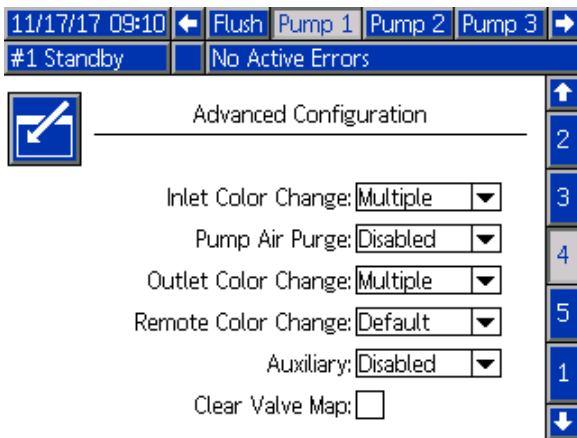 11/17/17 09:10 Flush Pump 1 Pump 2 Pump 3
#1 Standby No Active Errors
Advanced Configuration
2
Inlet Color Change: Multiple
3
Pump Air Purge: Disabled
4
Outlet Color Change: Multiple
Remote Color Change: Default
5
Auxiliary: Disabled
1
Clear Valve Map: